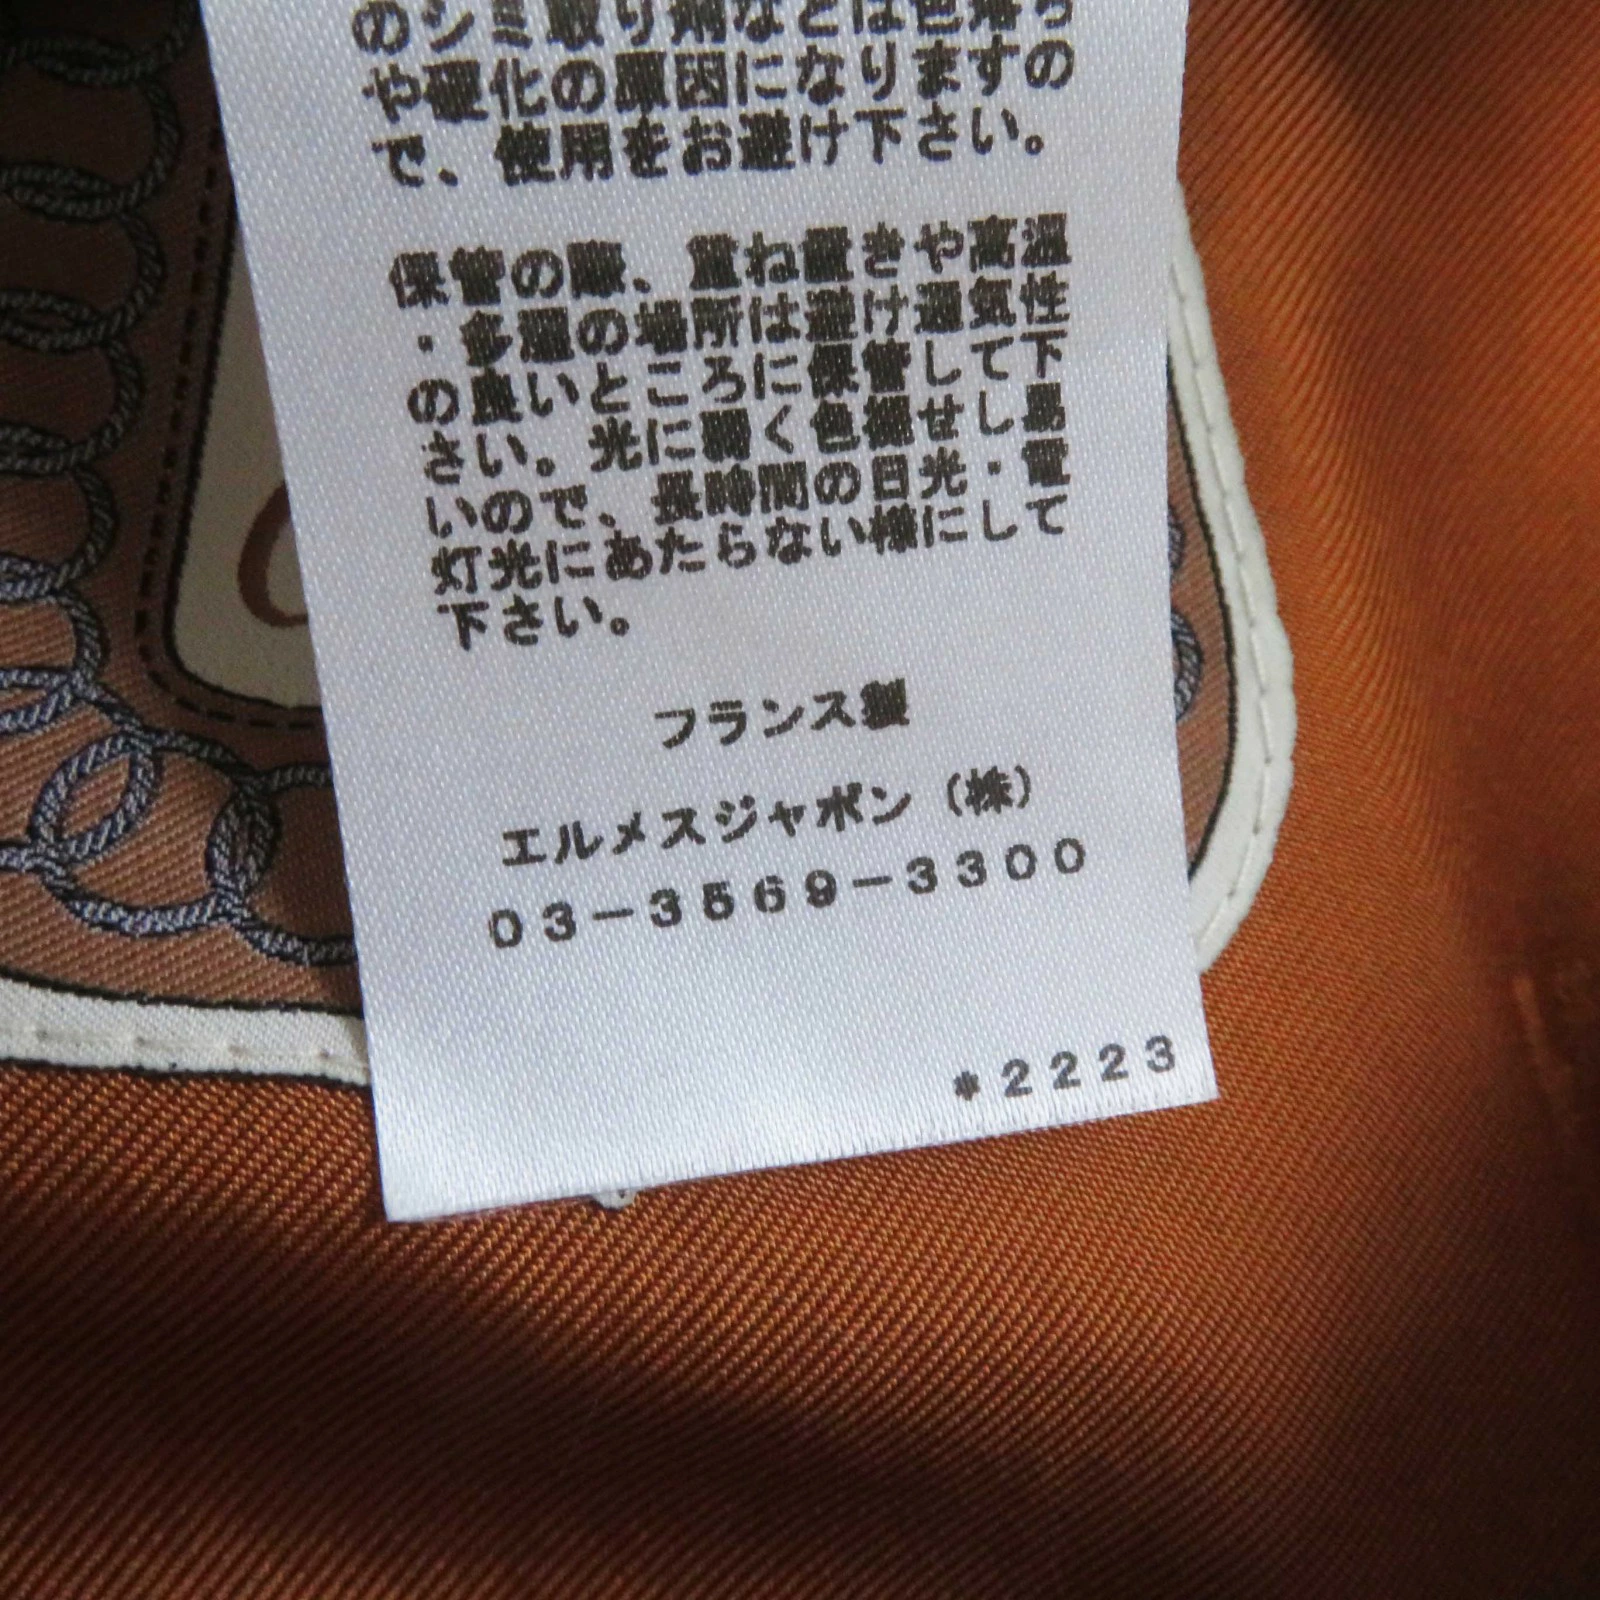 のシミ取り剤などは色落ち
や硬化の原因になりますの
で、使用をお避け下さい。
保管の際、重ね置きや高温
・多湿の場所は避け通気性
の良いところに保管して下
さい。光に弱く色褪せし易
いので、長時間の日光・電
灯光にあたらない様にして
下さい。
フランス製
エルメスジャポン（株）
03-3569-3300
*2223